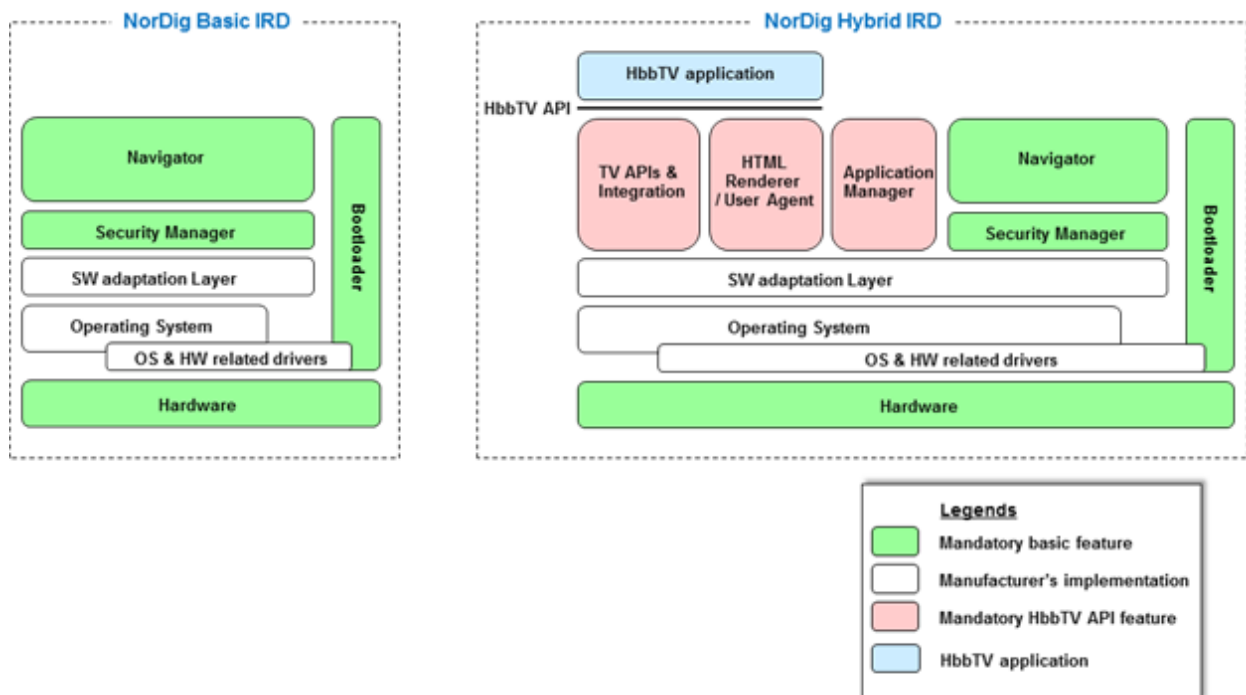 NorDig Basic IRD
Navigator
Security Manager
SW adaptation Layer
Operating System
OS & HW related drivers
Bootloader
Hardware
NorDig Hybrid IRD
HbbTV application
HbbTV API
TV APIs &
Integration
HTML
Renderer
/ User Agent
Application
Manager
Navigator
Security Manager
SW adaptation Layer
Operating System
OS & HW related drivers
Bootloader
Hardware
Legends
Mandatory basic feature
Manufacturer's implementation
Mandatory HbbTV API feature
HbbTV application